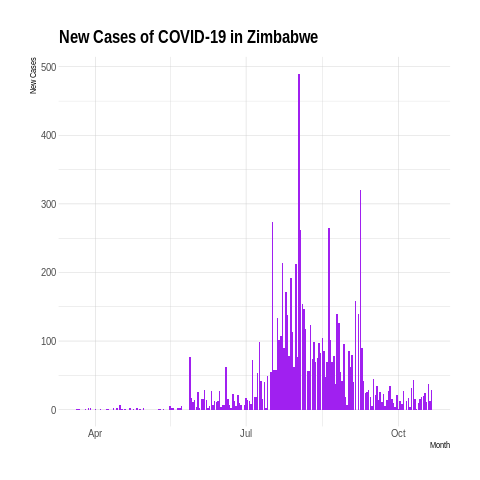 New Cases of COVID-19 in Zimbabwe
New Cases
500
400
300
200
100
0
Apr
Jul
Oct
Month